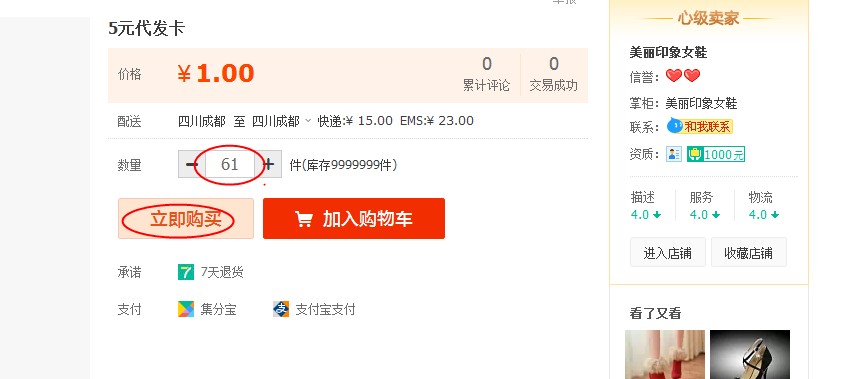 5元代发卡
价格
¥ 1.00
0
累计评论
0
交易成功
配送
四川成都 至 四川成都 快递:¥ 15.00 EMS:¥ 23.00
数量
61
件(库存9999999件)
立即购买
加入购物车
承诺
7天退货
支付
集分宝
支付宝支付
心级卖家
美丽印象女鞋
信誉：
掌柜：美丽印象女鞋
联系：和我联系
资质：1000元
描述 服务 物流
4.0 4.0 4.0
进入店铺 收藏店铺
看了又看